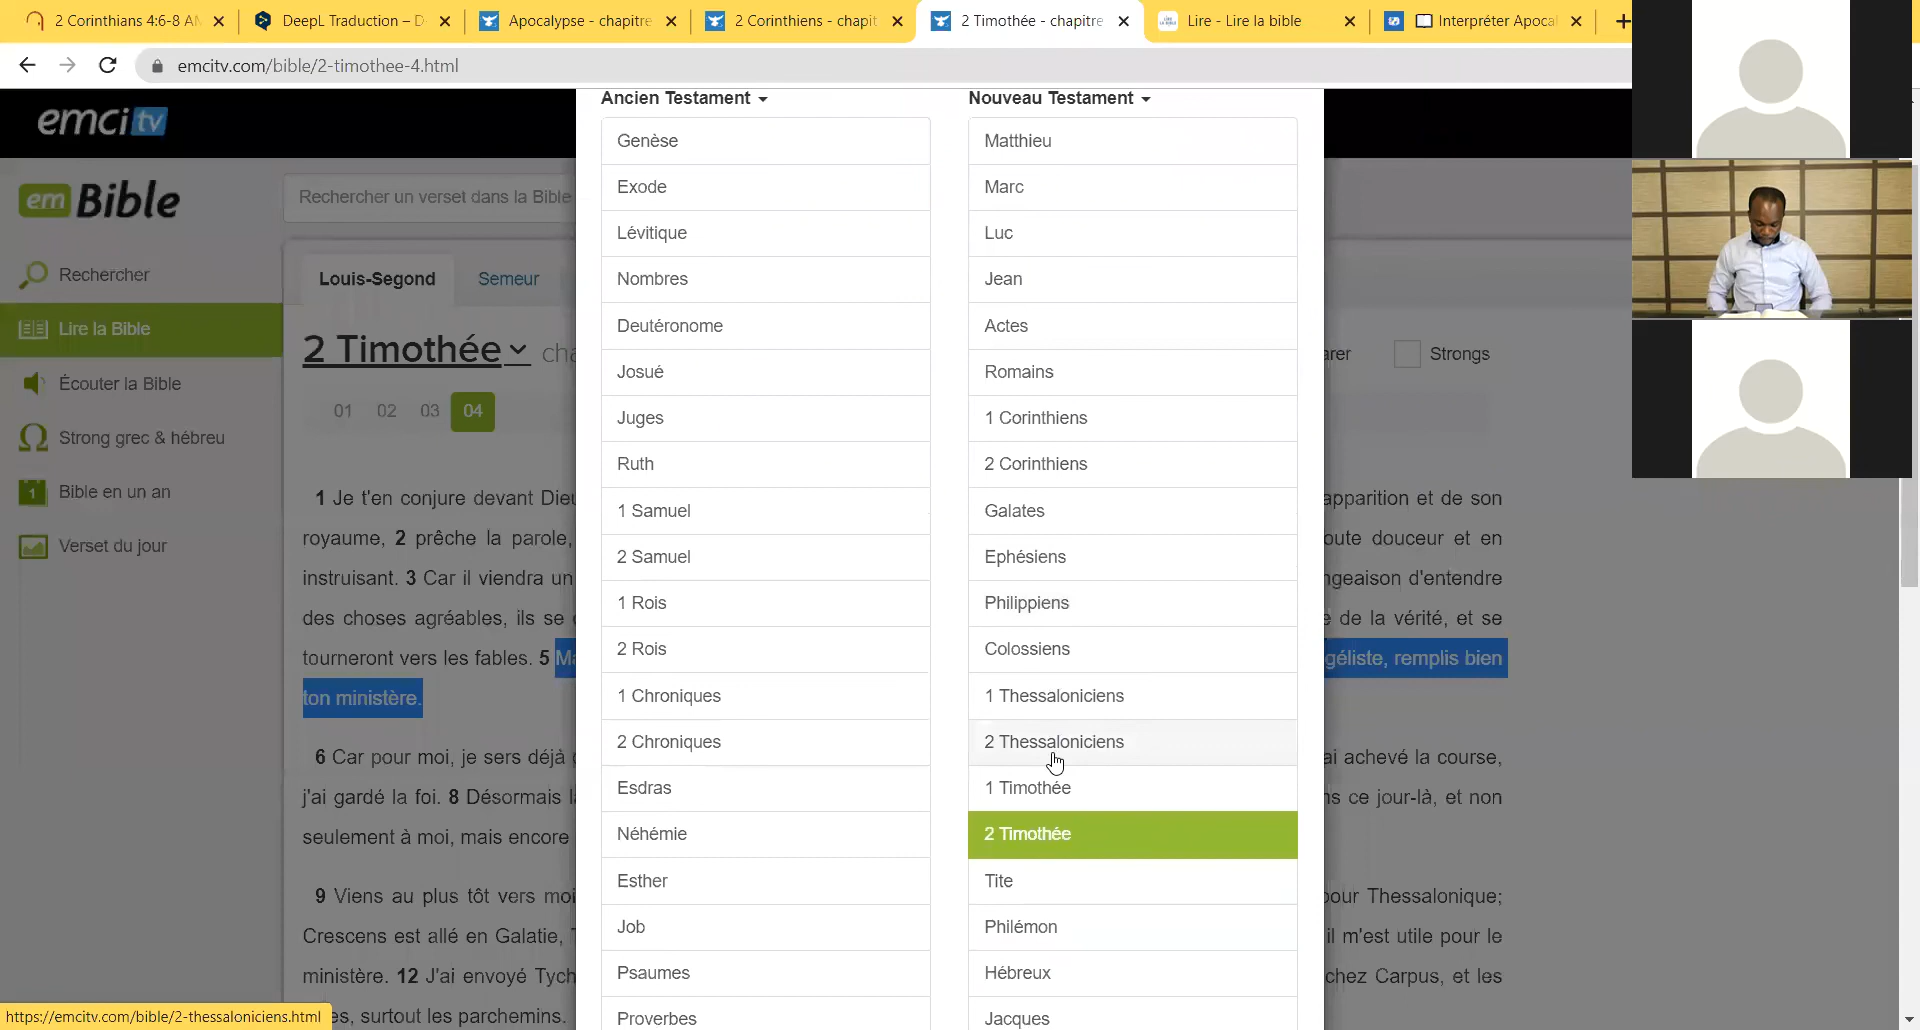 2 Corinthians 4:6-8 A
DeepL Traduction – D
Apocalypse - chapitre
2 Corinthiens - chapit
2 Timothée - chapitre
Lire - Lire la bible
Interpréter Apocal
emcitv.com/bible/2-timothee-4.html
emci tv
em Bible
Rechercher un verset dans la Bible
Rechercher
Lire la Bible
Écouter la Bible
Strong grec & hébreu
1 Bible en un an
Verset du jour
Louis-Segond
Semeur
2 Timothée
Strongs
01 02 03 04
1 Je t'en conjure devant Dieu apparition et de son
royaume, 2 prêche la parole, oute douceur et en
instruisant. 3 Car il viendra un ngeaison d'entendre
des choses agréables, ils se de la vérité, et se
tourneront vers les fables. 5 Ma géliste, remplis bien
ton ministère.
6 Car pour moi, je sers déjà ai achevé la course,
j'ai gardé la foi. 8 Désormais ns ce jour-là, et non
seulement à moi, mais encore
9 Viens au plus tôt vers moi pour Thessalonique;
Crescens est allé en Galatie, il m'est utile pour le
ministère. 12 J'ai envoyé Tych chez Carpus, et les
es, surtout les parchemins.
Ancien Testament
Genèse
Exode
Lévitique
Nombres
Deutéronome
Josué
Juges
Ruth
1 Samuel
2 Samuel
1 Rois
2 Rois
1 Chroniques
2 Chroniques
Esdras
Néhémie
Esther
Job
Psaumes
Proverbes
Nouveau Testament
Matthieu
Marc
Luc
Jean
Actes
Romains
1 Corinthiens
2 Corinthiens
Galates
Ephésiens
Philippiens
Colossiens
1 Thessaloniciens
2 Thessaloniciens
1 Timothée
2 Timothée
Tite
Philémon
Hébreux
Jacques
https://emcitv.com/bible/2-thessaloniciens.html